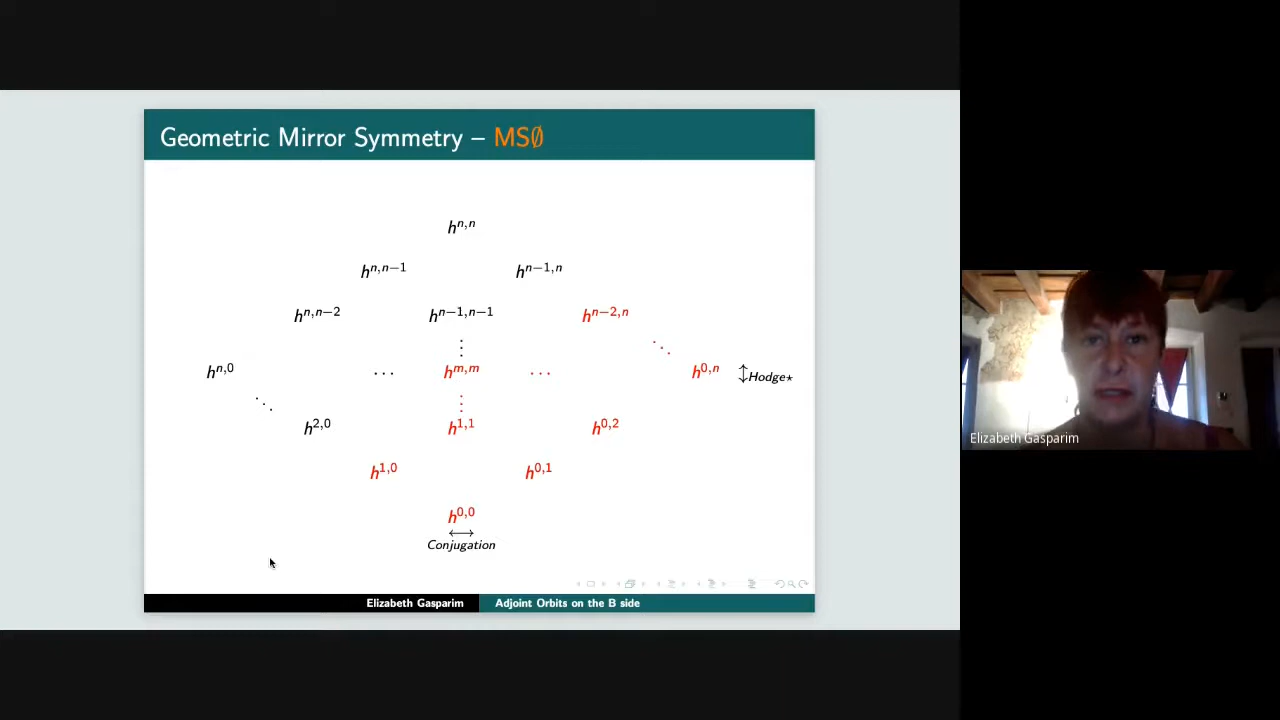 Geometric Mirror Symmetry – MS∅
h^{n,n}
h^{n,n−1} h^{n−1,n}
h^{n,n−2} h^{n−1,n−1} h^{n−2,n}
⋮ ⋱
h^{n,0} ⋯ h^{m,m} ⋯ h^{0,n} ↕Hodge⋆
⋱ ⋮
h^{2,0} h^{1,1} h^{0,2}
h^{1,0} h^{0,1}
h^{0,0}
↔
Conjugation
Elizabeth Gasparim Adjoint Orbits on the B side
Elizabeth Gasparim